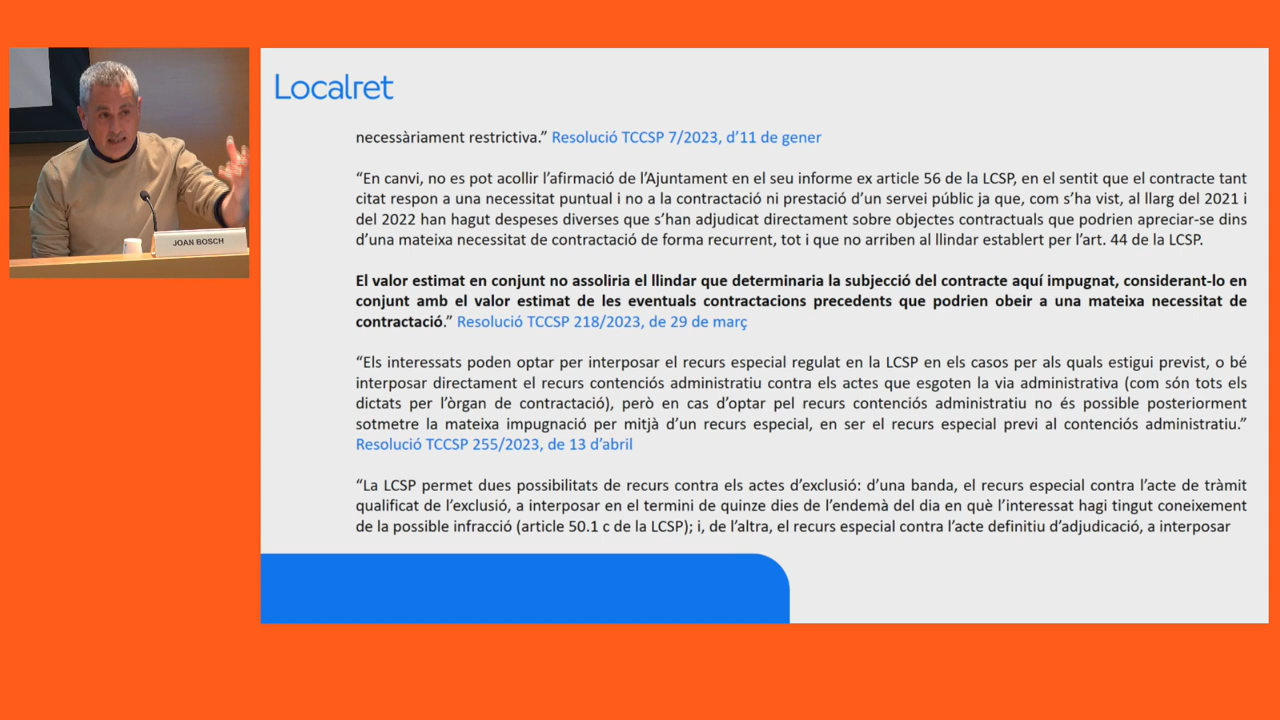 JOAN BOSCH
Localret
necessàriament restrictiva.” Resolució TCCSP 7/2023, d’11 de gener
“En canvi, no es pot acollir l’afirmació de l’Ajuntament en el seu informe ex article 56 de la LCSP, en el sentit que el contracte tant
citat respon a una necessitat puntual i no a la contractació ni prestació d’un servei públic ja que, com s’ha vist, al llarg del 2021 i
del 2022 han hagut despeses diverses que s’han adjudicat directament sobre objectes contractuals que podrien apreciar-se dins
d’una mateixa necessitat de contractació de forma recurrent, tot i que no arriben al llindar establert per l’art. 44 de la LCSP.
El valor estimat en conjunt no assoliria el llindar que determinaria la subjecció del contracte aquí impugnat, considerant-lo en
conjunt amb el valor estimat de les eventuals contractacions precedents que podrien obeir a una mateixa necessitat de
contractació.” Resolució TCCSP 218/2023, de 29 de març
“Els interessats poden optar per interposar el recurs especial regulat en la LCSP en els casos per als quals estigui previst, o bé
interposar directament el recurs contenciós administratiu contra els actes que esgoten la via administrativa (com són tots els
dictats per l’òrgan de contractació), però en cas d’optar pel recurs contenciós administratiu no és possible posteriorment
sotmetre la mateixa impugnació per mitjà d’un recurs especial, en ser el recurs especial previ al contenciós administratiu.”
Resolució TCCSP 255/2023, de 13 d’abril
“La LCSP permet dues possibilitats de recurs contra els actes d’exclusió: d’una banda, el recurs especial contra l’acte de tràmit
qualificat de l’exclusió, a interposar en el termini de quinze dies de l’endemà del dia en què l’interessat hagi tingut coneixement
de la possible infracció (article 50.1 c de la LCSP); i, de l’altra, el recurs especial contra l’acte definitiu d’adjudicació, a interposar